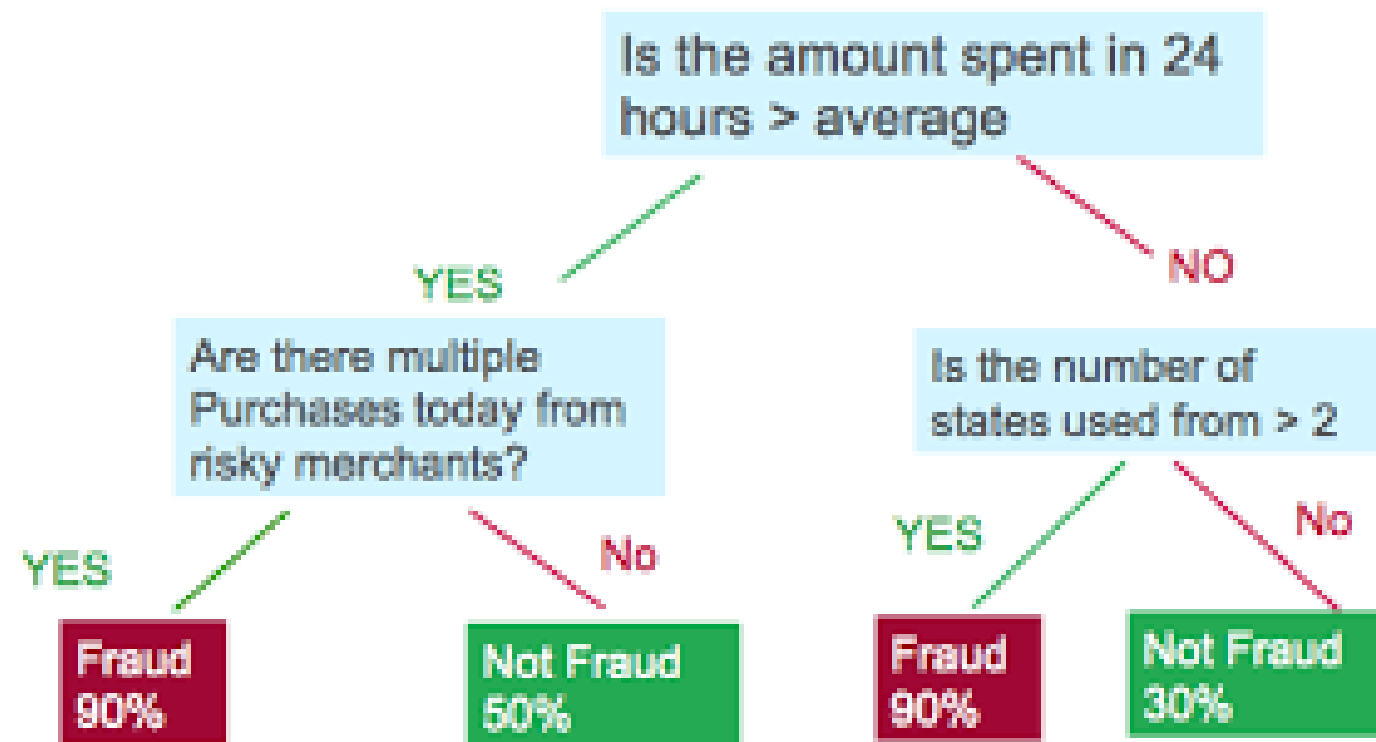 Is the amount spent in 24
hours > average
YES
NO
Are there multiple
Purchases today from
risky merchants?
Is the number of
states used from > 2
YES
No
YES
No
Fraud
90%
Not Fraud
50%
Fraud
90%
Not Fraud
30%